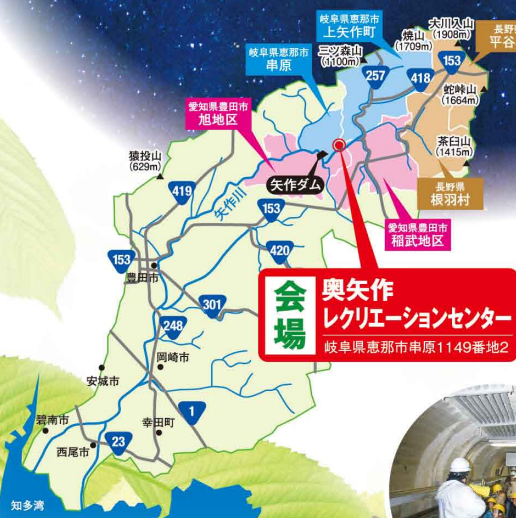 岐阜県恵那市
上矢作町
大川入山
(1908m)
焼山
(1709m)
三ツ森山
(1100m)
岐阜県恵那市
串原
長野県
平谷
153
257
418
蛇峠山
(1664m)
愛知県豊田市
旭地区
茶臼山
(1415m)
猿投山
(629m)
419
矢作川
矢作ダム
長野県
根羽村
153
愛知県豊田市
稲武地区
420
153
豊田市
会場
奥矢作
レクリエーションセンター
岐阜県恵那市串原1149番地2
301
248
岡崎市
安城市
1
碧南市
幸田町
西尾市
23
知多湾